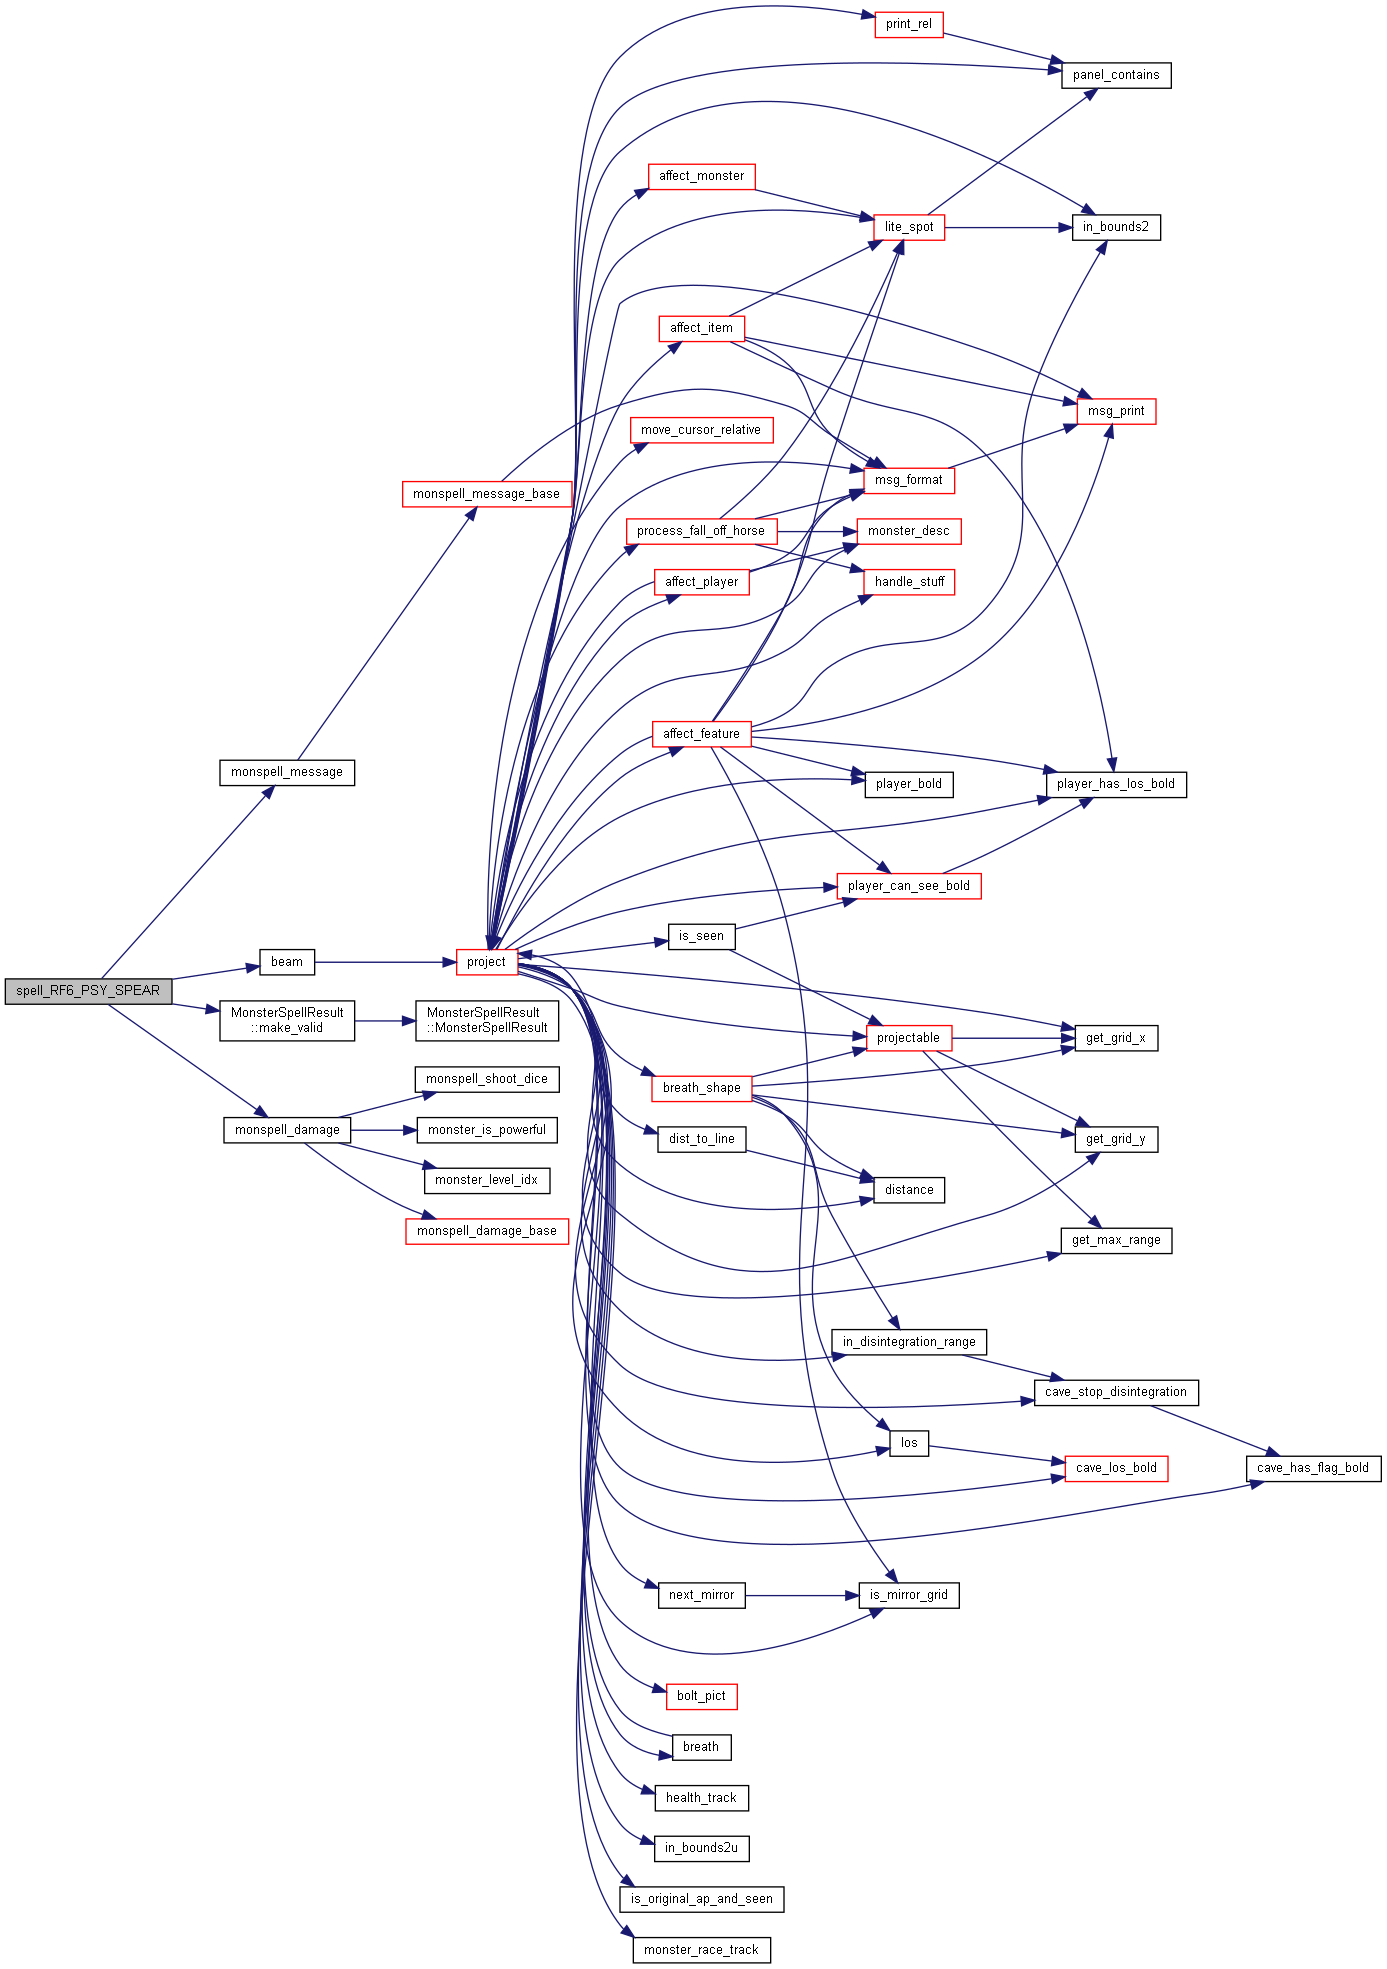 print_rel
panel_contains
affect_monster
lite_spot
in_bounds2
affect_item
msg_print
move_cursor_relative
msg_format
monspell_message_base
process_fall_off_horse
monster_desc
affect_player
handle_stuff
affect_feature
monspell_message
player_bold
player_has_los_bold
player_can_see_bold
is_seen
beam
project
spell_RF6_PSY_SPEAR
MonsterSpellResult
::make_valid
MonsterSpellResult
::MonsterSpellResult
projectable
get_grid_x
monspell_shoot_dice
breath_shape
monspell_damage
monster_is_powerful
dist_to_line
get_grid_y
monster_level_idx
distance
monspell_damage_base
get_max_range
in_disintegration_range
cave_stop_disintegration
los
cave_los_bold
cave_has_flag_bold
next_mirror
is_mirror_grid
bolt_pict
breath
health_track
in_bounds2u
is_original_ap_and_seen
monster_race_track